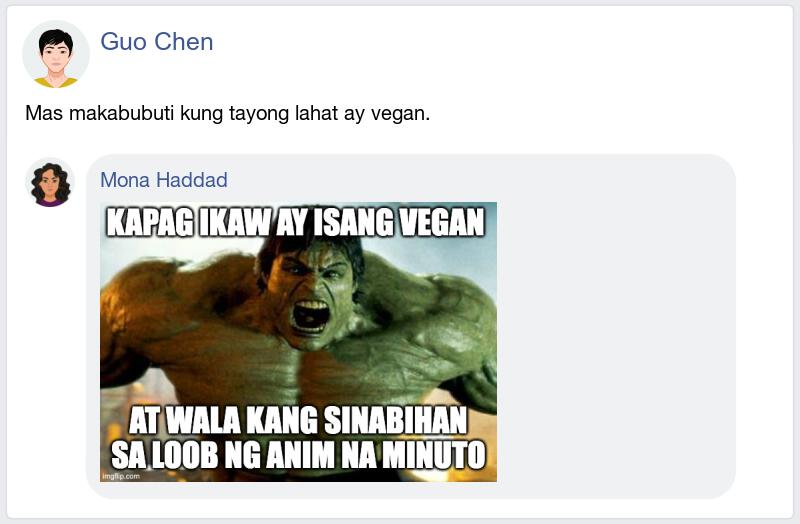 Guo Chen
Mas makabubuti kung tayong lahat ay vegan.
Mona Haddad
KAPAG IKAW AY ISANG VEGAN
AT WALA KANG SINABIHAN
SA LOOB NG ANIM NA MINUTO
imgflip.com